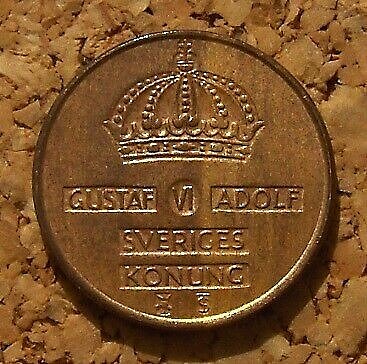 GUSTAF VI ADOLF
SVERIGES
KONUNG